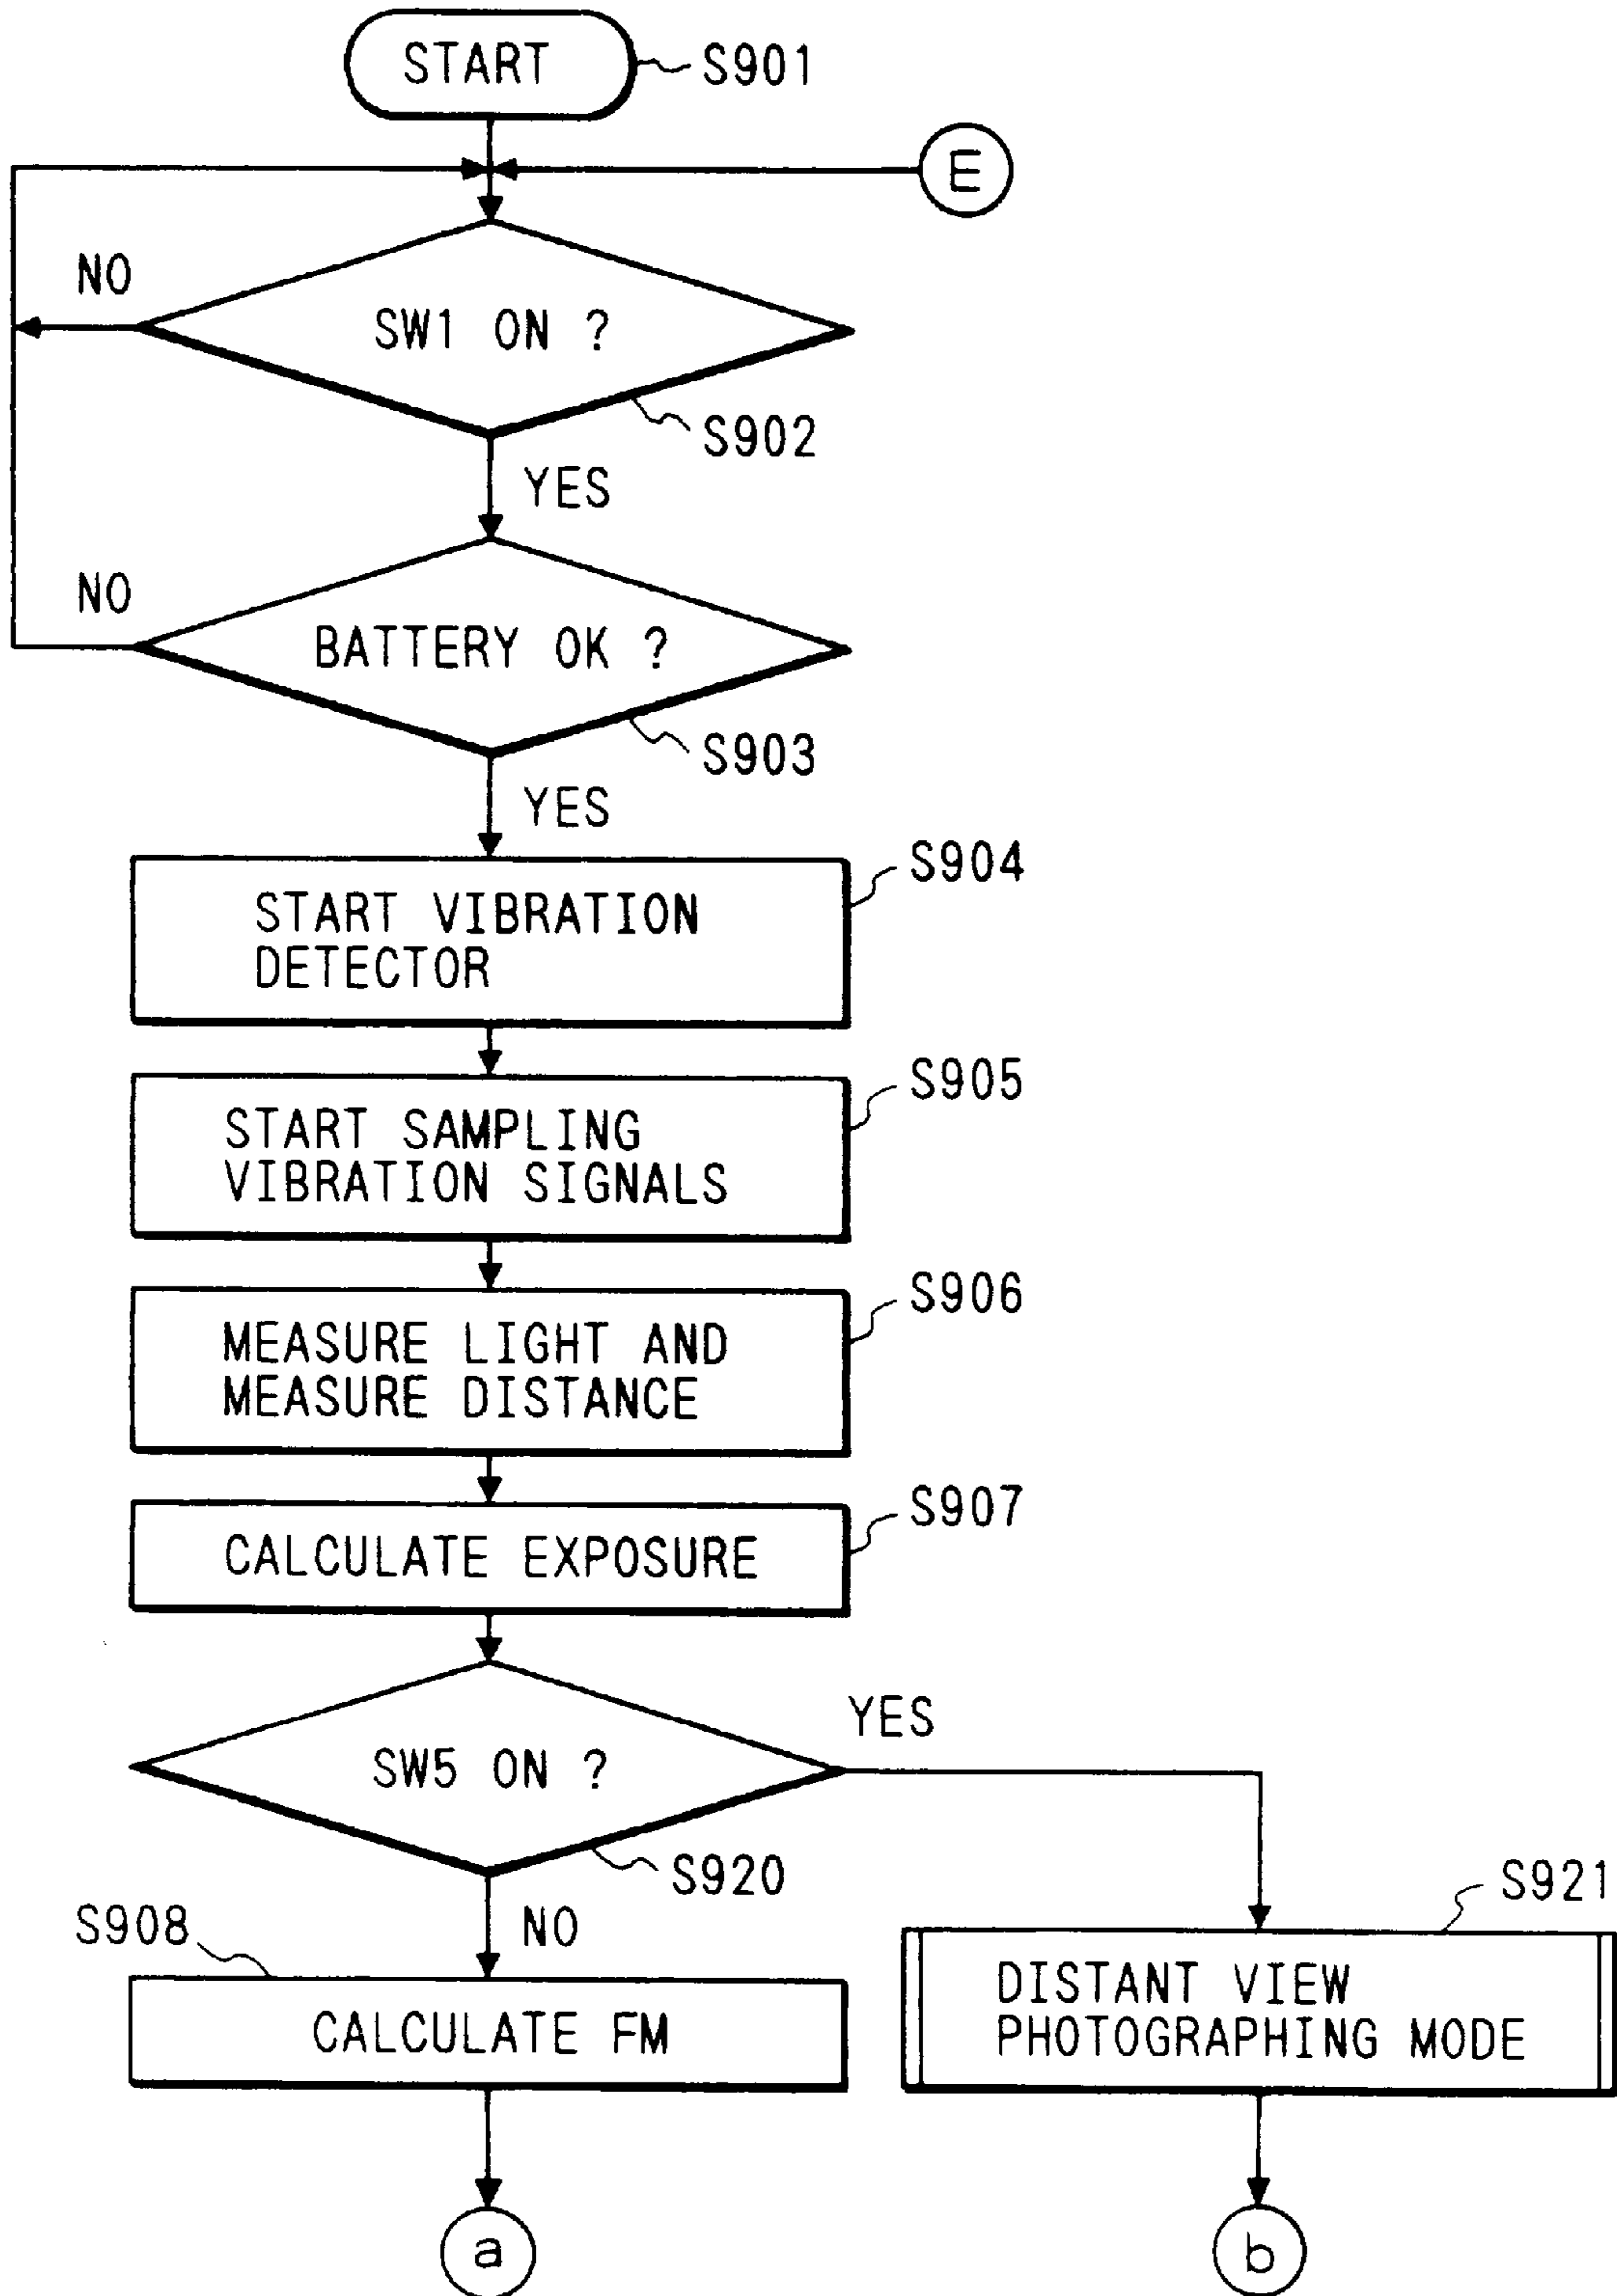 START
S901
E
NO
SW1 ON ?
S902
YES
NO
BATTERY OK ?
S903
YES
S904
START VIBRATION
DETECTOR
S905
START SAMPLING
VIBRATION SIGNALS
S906
MEASURE LIGHT AND
MEASURE DISTANCE
S907
CALCULATE EXPOSURE
YES
SW5 ON ?
S920
S921
S908
NO
DISTANT VIEW
PHOTOGRAPHING MODE
CALCULATE FM
a
b